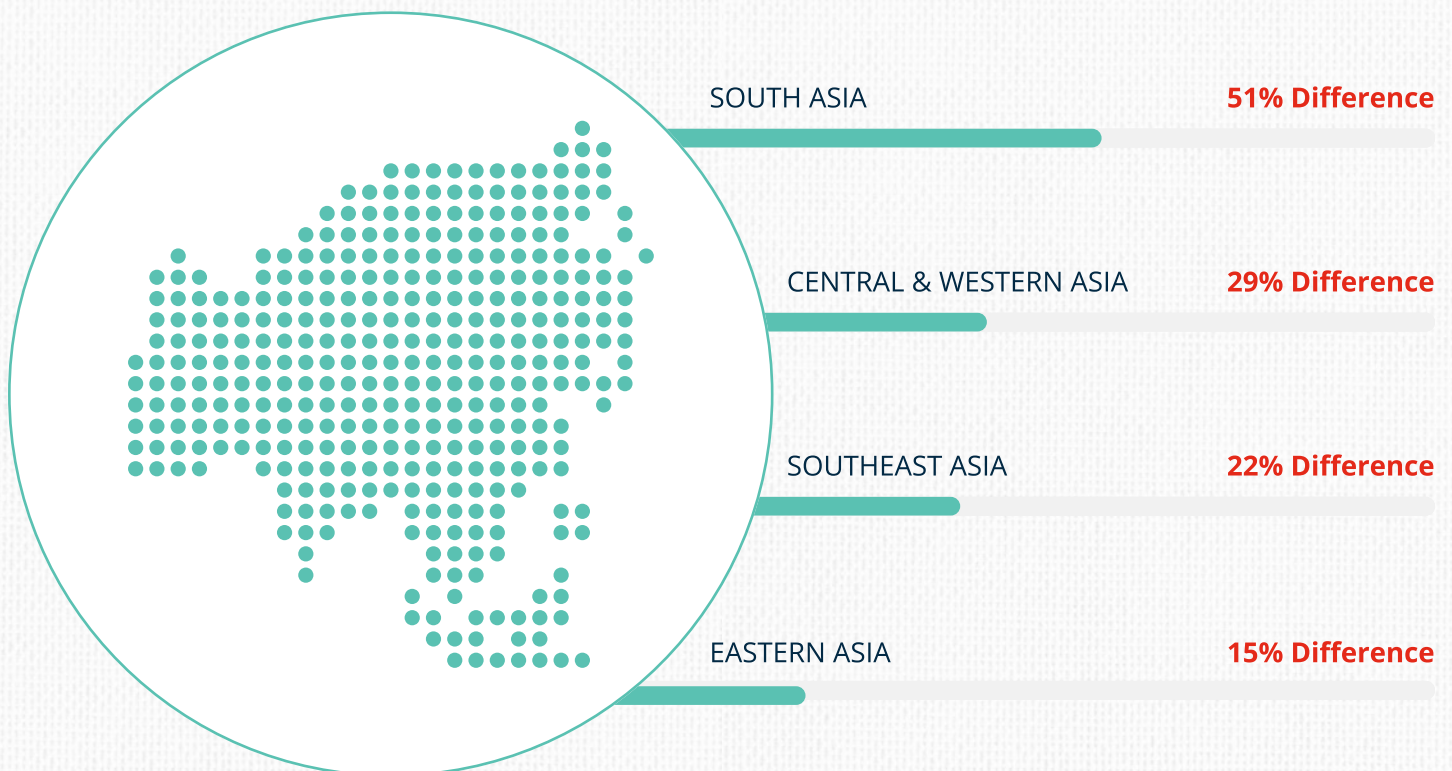 SOUTH ASIA 51% Difference
CENTRAL & WESTERN ASIA 29% Difference
SOUTHEAST ASIA 22% Difference
EASTERN ASIA 15% Difference